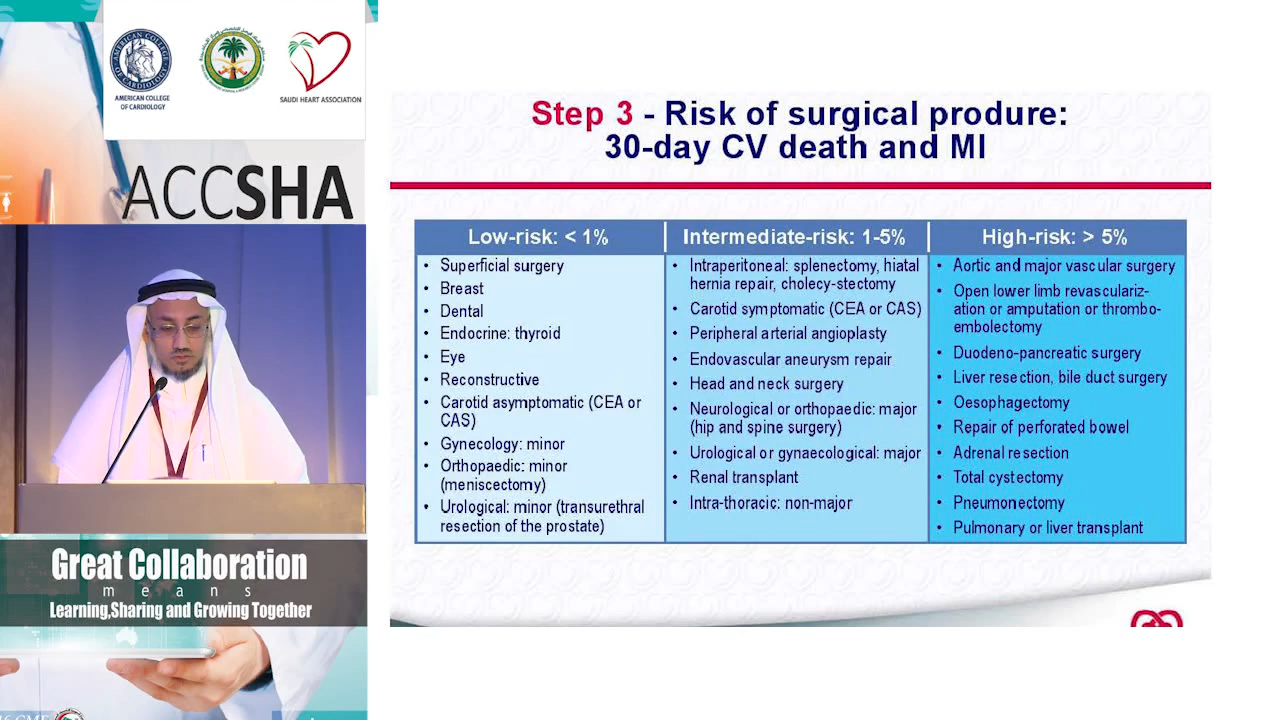 AMERICAN COLLEGE
OF CARDIOLOGY
SAUDI HEART ASSOCIATION
ACCSHA
Great Collaboration
means
Learning,Sharing and Growing Together
Step 3 - Risk of surgical produre:
30-day CV death and MI
Low-risk: < 1%
• Superficial surgery
• Breast
• Dental
• Endocrine: thyroid
• Eye
• Reconstructive
• Carotid asymptomatic (CEA or
CAS)
• Gynecology: minor
• Orthopaedic: minor
(meniscectomy)
• Urological: minor (transurethral
resection of the prostate)
Intermediate-risk: 1-5%
• Intraperitoneal: splenectomy, hiatal
hernia repair, cholecy-stectomy
• Carotid symptomatic (CEA or CAS)
• Peripheral arterial angioplasty
• Endovascular aneurysm repair
• Head and neck surgery
• Neurological or orthopaedic: major
(hip and spine surgery)
• Urological or gynaecological: major
• Renal transplant
• Intra-thoracic: non-major
High-risk: > 5%
• Aortic and major vascular surgery
• Open lower limb revasculariz-
ation or amputation or thrombo-
embolectomy
• Duodeno-pancreatic surgery
• Liver resection, bile duct surgery
• Oesophagectomy
• Repair of perforated bowel
• Adrenal resection
• Total cystectomy
• Pneumonectomy
• Pulmonary or liver transplant